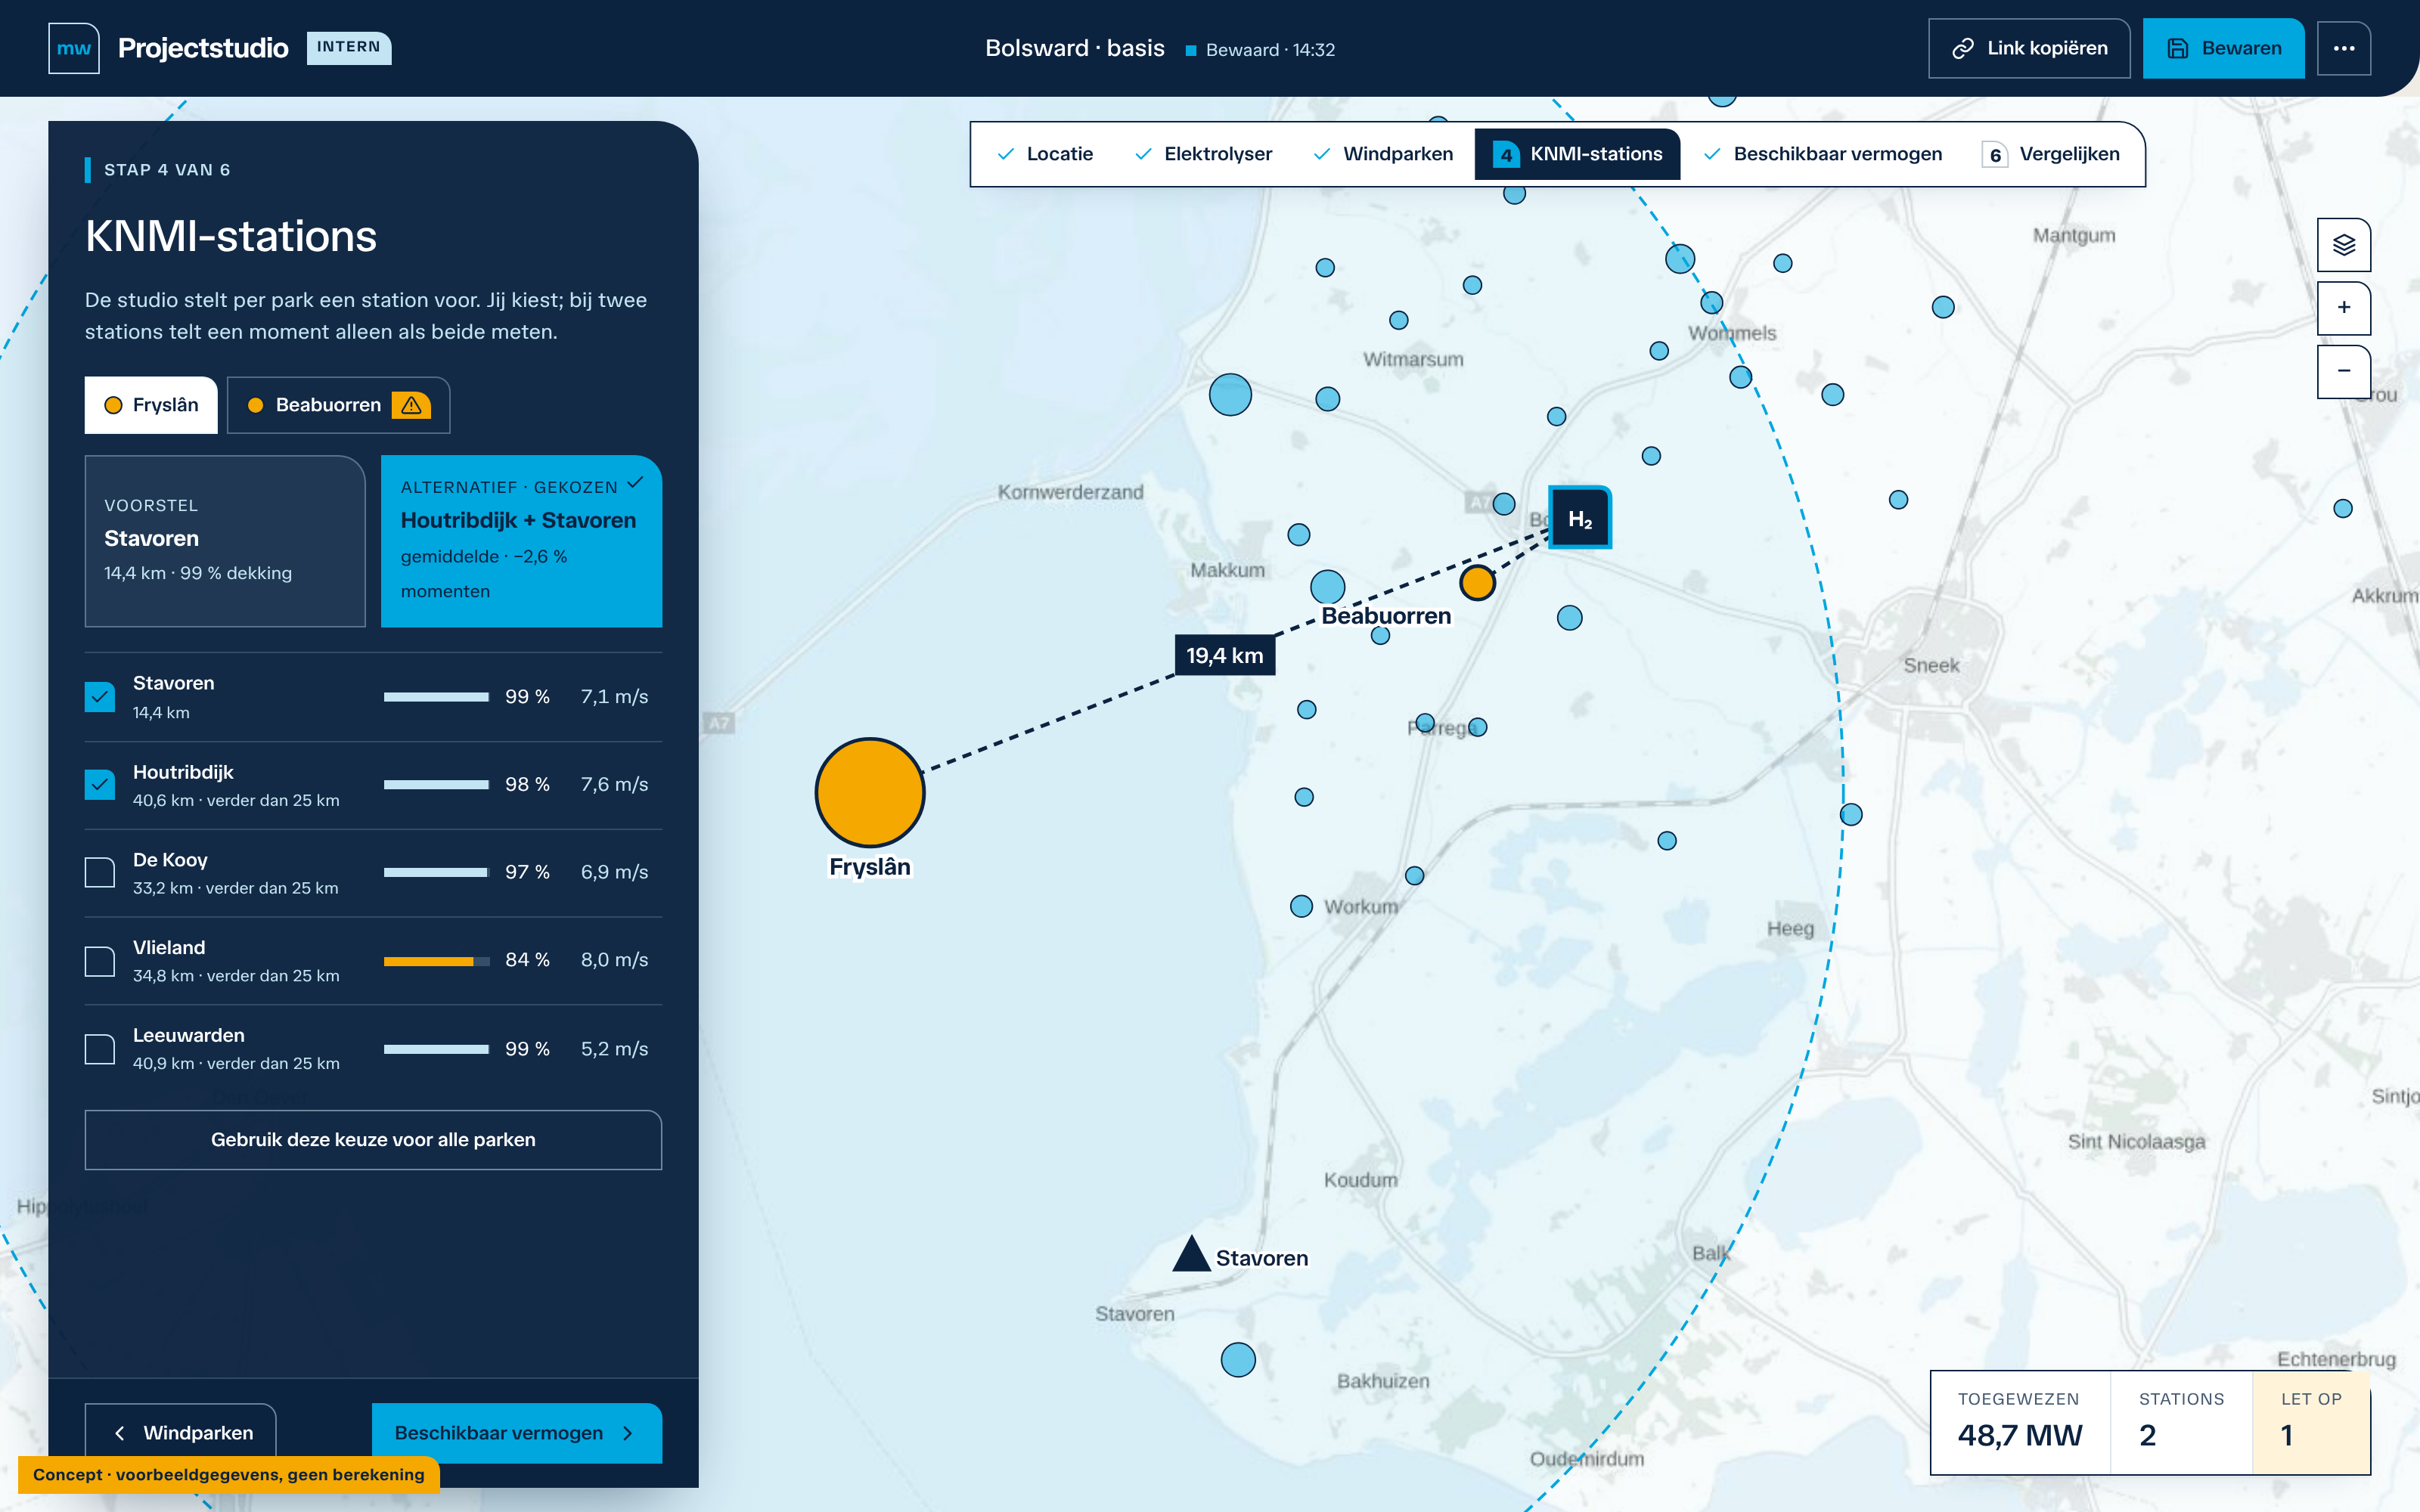 mw
Projectstudio
INTERN
Bolsward · basis
Bewaard · 14:32
Link kopiëren
Bewaren
STAP 4 VAN 6
KNMI-stations
De studio stelt per park een station voor. Jij kiest; bij twee
stations telt een moment alleen als beide meten.
Fryslân
Beabuorren
VOORSTEL
Stavoren
14,4 km · 99 % dekking
ALTERNATIEF · GEKOZEN
Houtribdijk + Stavoren
gemiddelde · −2,6 %
momenten
Stavoren
14,4 km
99 %
7,1 m/s
Houtribdijk
40,6 km · verder dan 25 km
98 %
7,6 m/s
De Kooy
33,2 km · verder dan 25 km
97 %
6,9 m/s
Vlieland
34,8 km · verder dan 25 km
84 %
8,0 m/s
Leeuwarden
40,9 km · verder dan 25 km
99 %
5,2 m/s
Gebruik deze keuze voor alle parken
Windparken
Beschikbaar vermogen
Concept · voorbeeldgegevens, geen berekening
Locatie
Elektrolyser
Windparken
4 KNMI-stations
Beschikbaar vermogen
6 Vergelijken
+
−
Mantgum
Wommels
Witmarsum
Kornwerderzand
A7
H₂
Makkum
Beabuorren
19,4 km
Akkrum
Sneek
A7
Parrega
Fryslân
Workum
Heeg
Sint Nicolaasga
Koudum
Stavoren
Balk
Stavoren
Bakhuizen
Echtenerbrug
Oudemirdum
TOEGEWEZEN
48,7 MW
STATIONS
2
LET OP
1